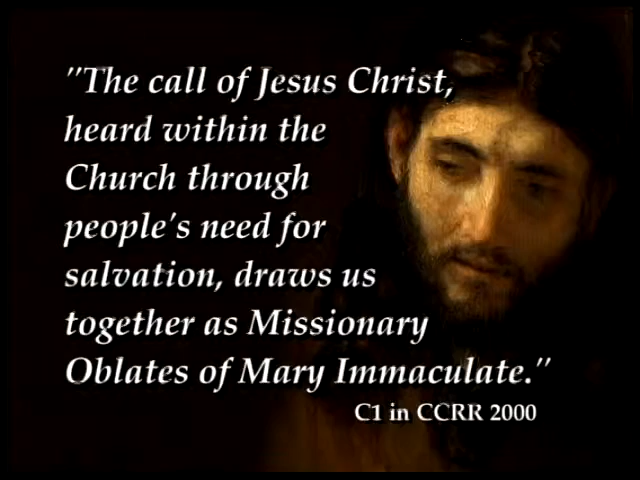 "The call of Jesus Christ,
heard within the
Church through
people's need for
salvation, draws us
together as Missionary
Oblates of Mary Immaculate."
C1 in CCRR 2000